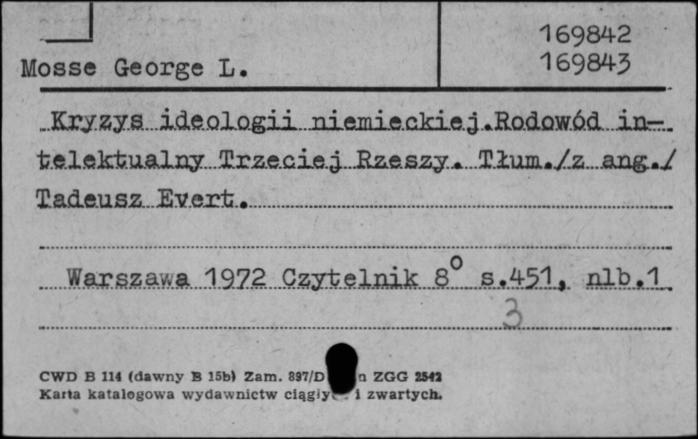 169842
Mosse George L.
169843
Kryzys ideologii niemieckiej.Rodowód in-
telektualny Trzeciej Rzeszy. Tłum./z ang./
Tadeusz Evert.
Warszawa 1972 Czytelnik 8° s.451, nlb.1
3
CWD B 114 (dawny B 15b) Zam. 897/D n ZGG 2542
Karta katalogowa wydawnictw i zwartych.